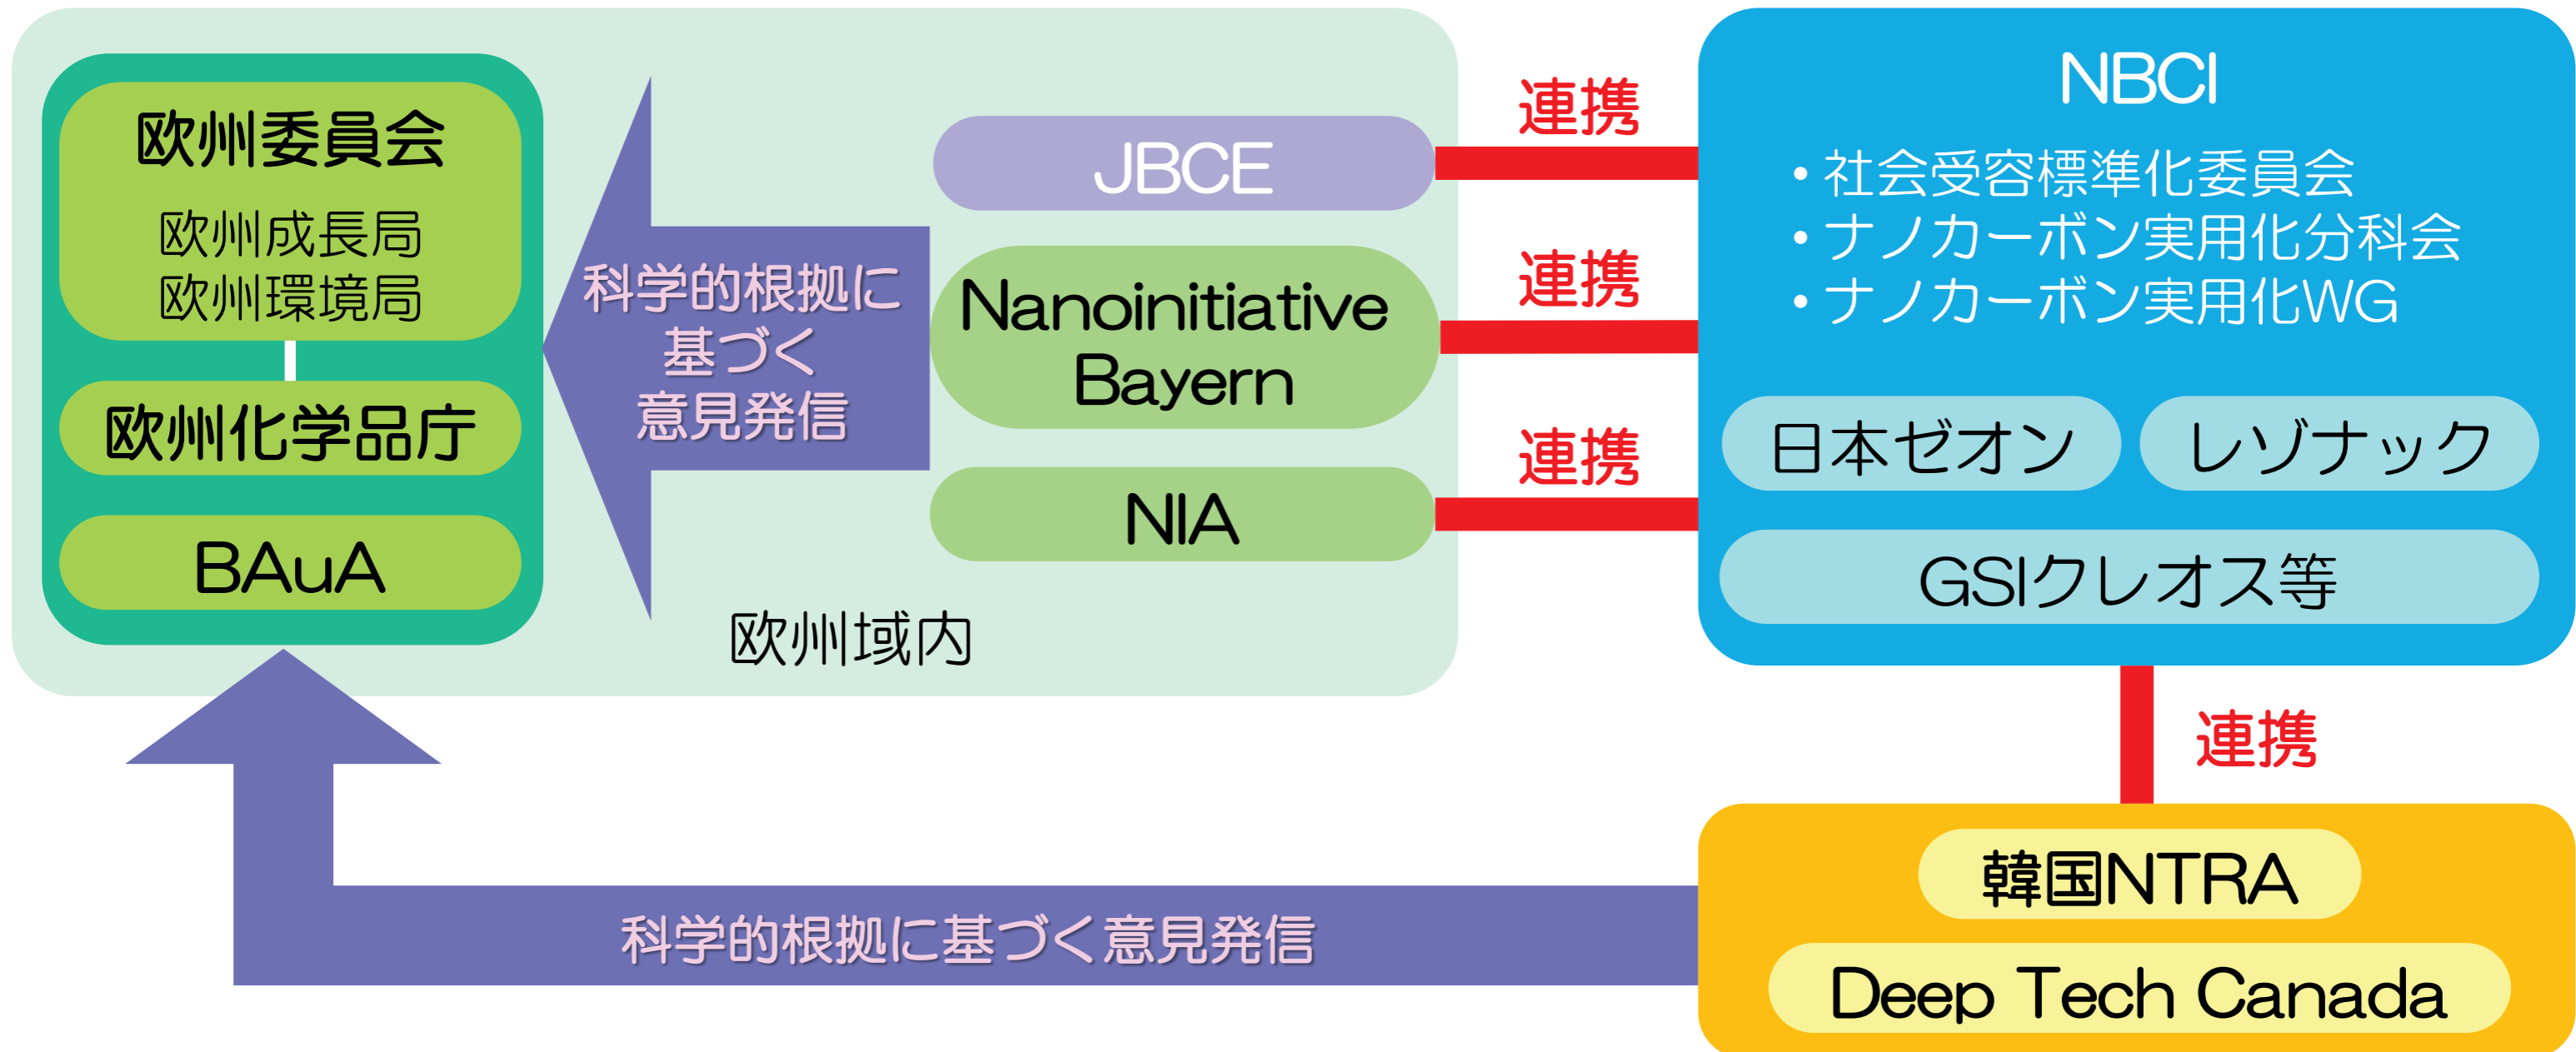 欧州委員会
欧州成長局
欧州環境局
欧州化学品庁
BAuA
科学的根拠に
基づく
意見発信
JBCE
Nanoinitiative
Bayern
NIA
欧州域内
連携
連携
連携
NBCI
・社会受容標準化委員会
・ナノカーボン実用化分科会
・ナノカーボン実用化WG
日本ゼオン
レゾナック
GSIクレオス等
連携
韓国NTRA
Deep Tech Canada
科学的根拠に基づく意見発信